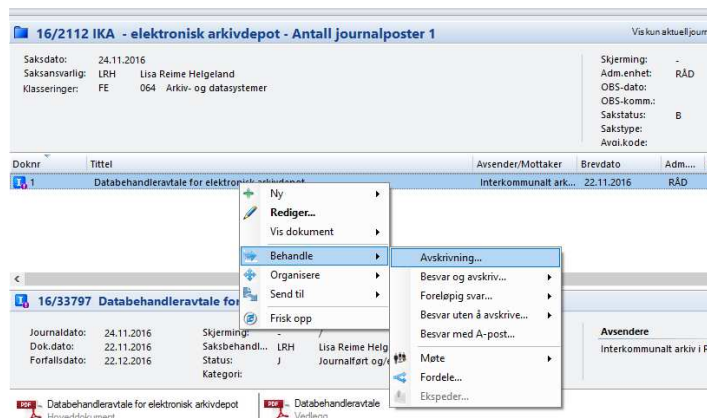 16/2112 IKA - elektronisk arkivdepot - Antall journalposter 1
Vis kun aktuell jour
Saksdato: 24.11.2016
Saksansvarlig: LRH Lisa Reime Helgeland
Klasseringer: FE 064 Arkiv- og datasystemer
Skjerming: -
Adm.enhet: RÅD
OBS-dato:
OBS-komm.:
Sakstatus: B
Sakstype:
Avgj.kode:
Doknr Tittel Avsender/Mottaker Brevdato Adm....
1 Databehandleravtale for elektronisk arkivdepot Interkommunalt ark... 22.11.2016 RÅD
Ny
Rediger...
Vis dokument
Behandle
Organisere
Send til
Frisk opp
Avskrivning...
Besvar og avskriv...
Foreløpig svar...
Besvar uten å avskrive...
Besvar med A-post...
Møte
Fordele...
Ekspeder...
16/33797 Databehandleravtale for
Journaldato: 24.11.2016 Skjerming: - /
Dok.dato: 22.11.2016 Saksbehandl... LRH Lisa Reime Helg
Forfallsdato: 22.12.2016 Status: J Journalført og/e
Kategori:
Avsendere
Interkommunalt arkiv i R
PDF Databehandleravtale for elektronisk arkivdepot
Hoveddokument
PDF Databehandleravtale
Vedlegg